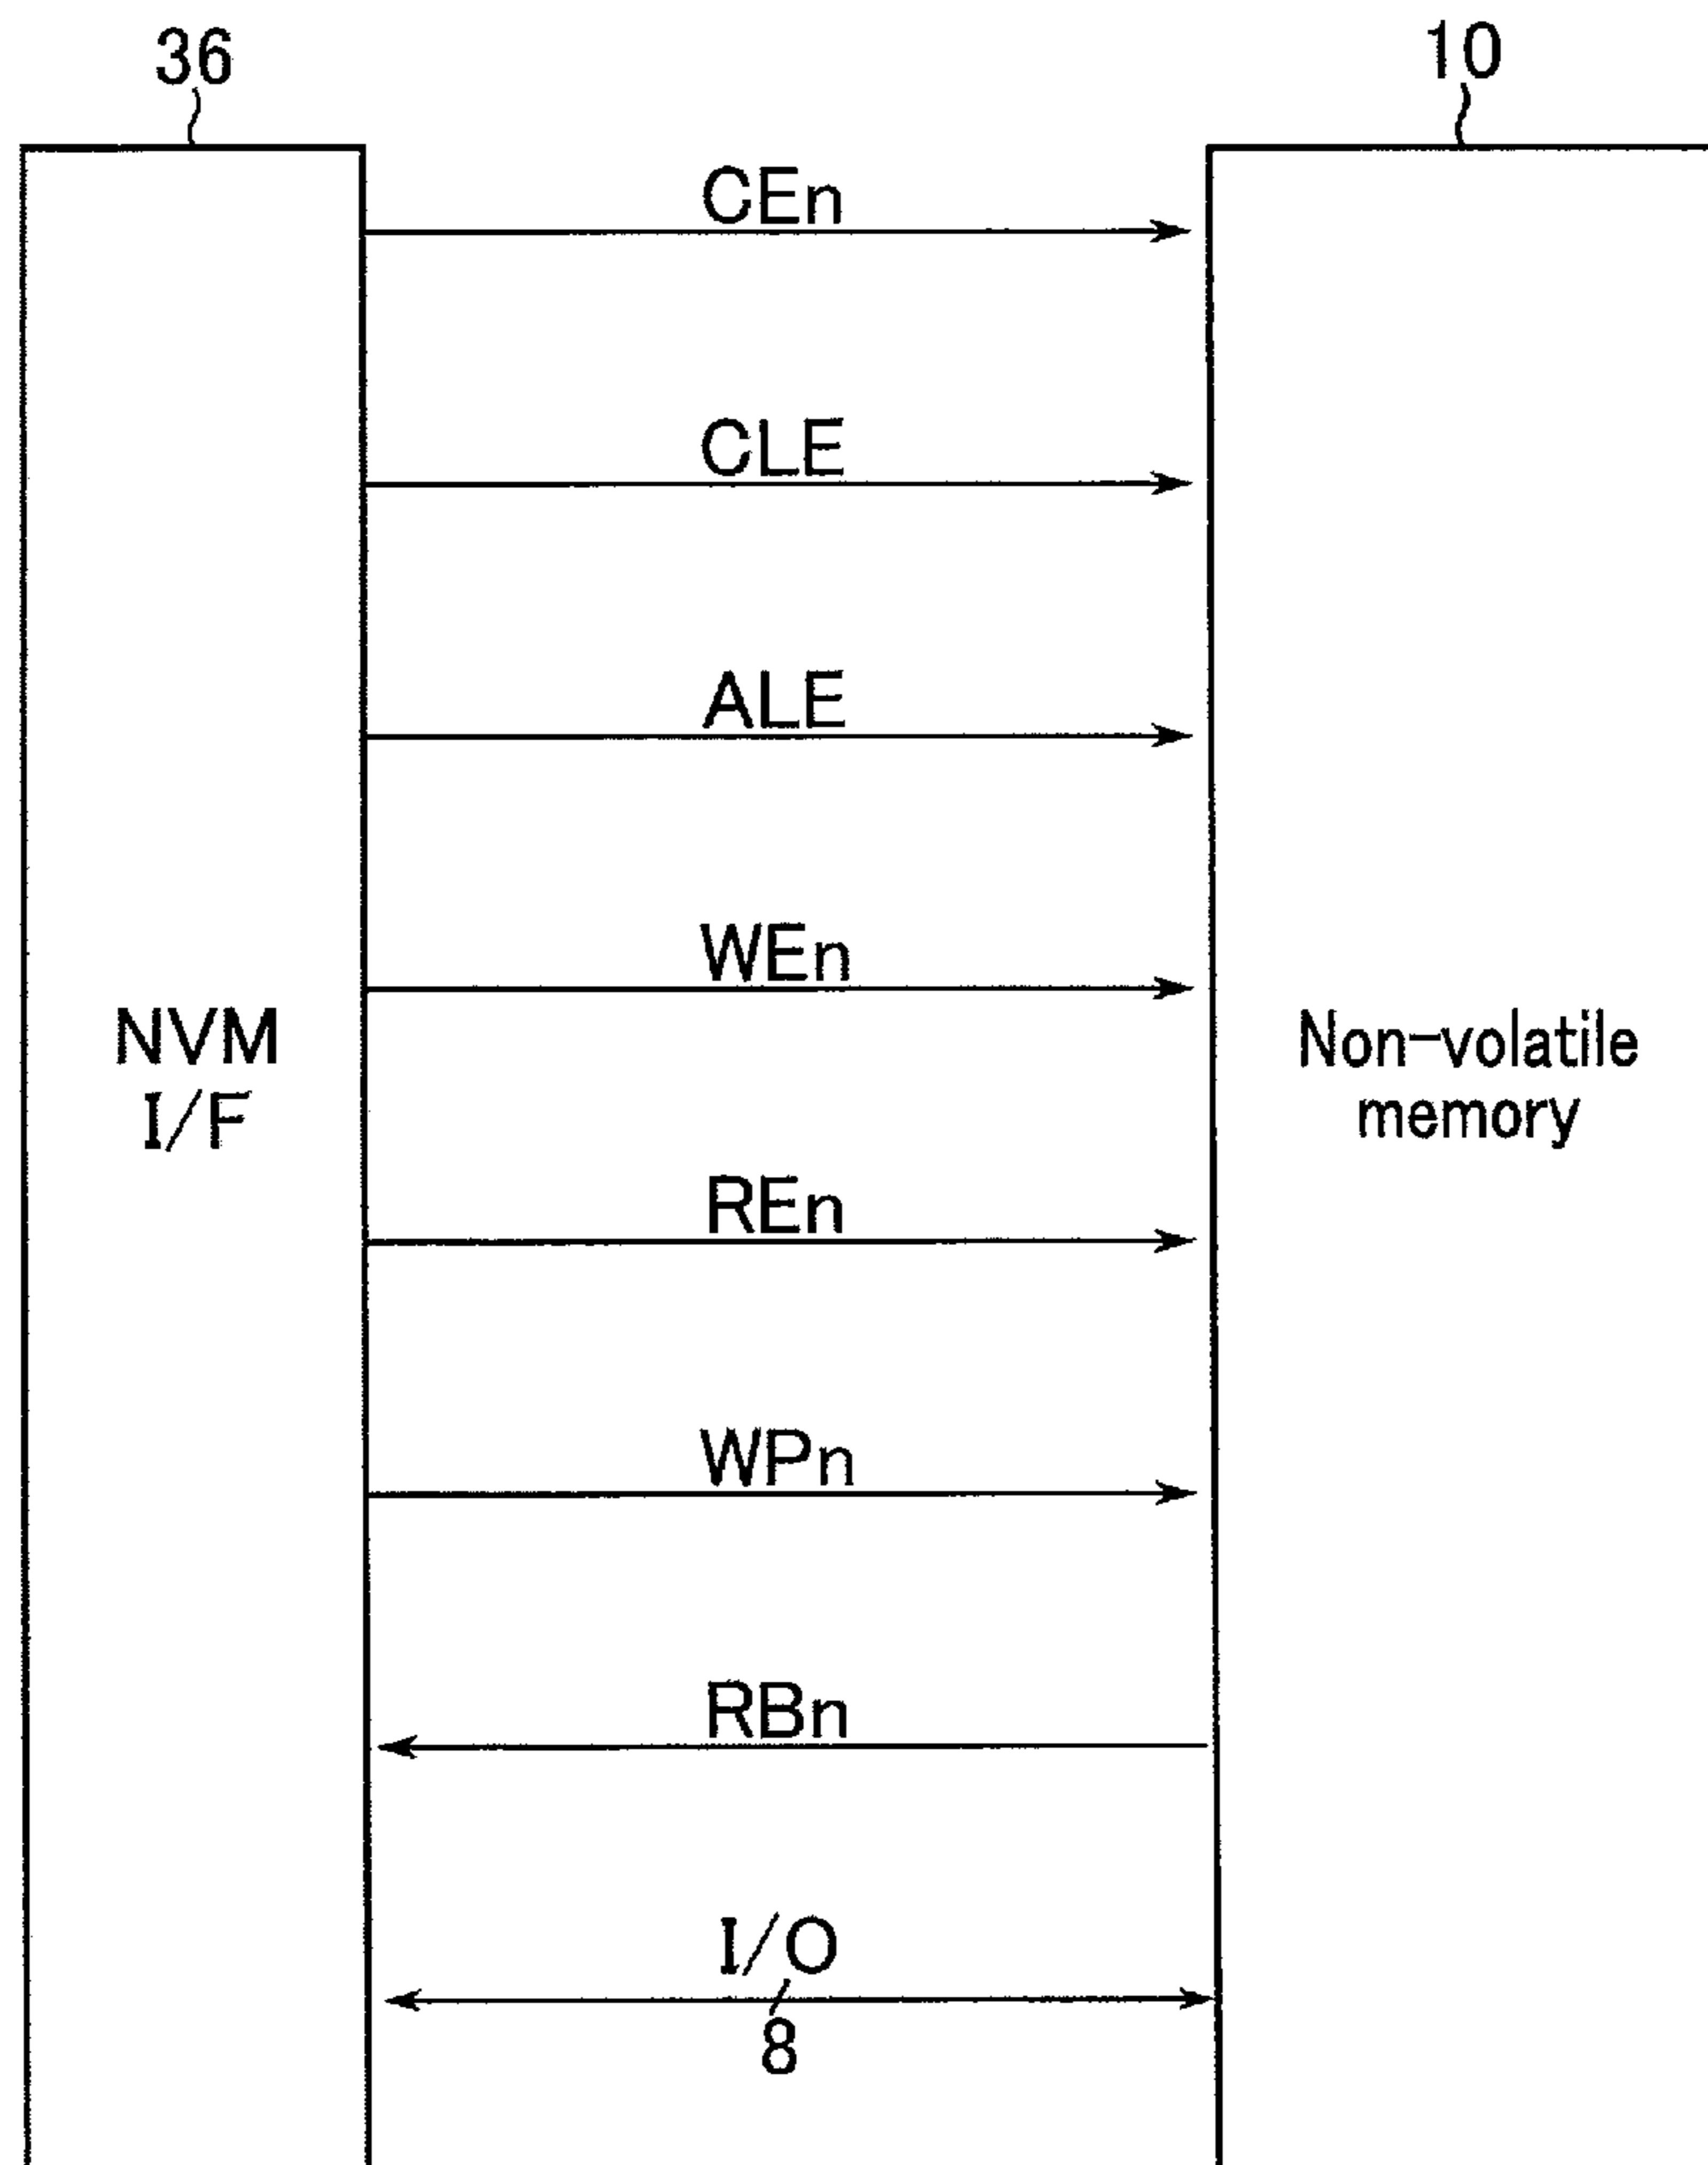 36
10
CEn
CLE
ALE
WEn
NVM
I/F
Non-volatile
memory
REn
WPn
RBn
I/O
8